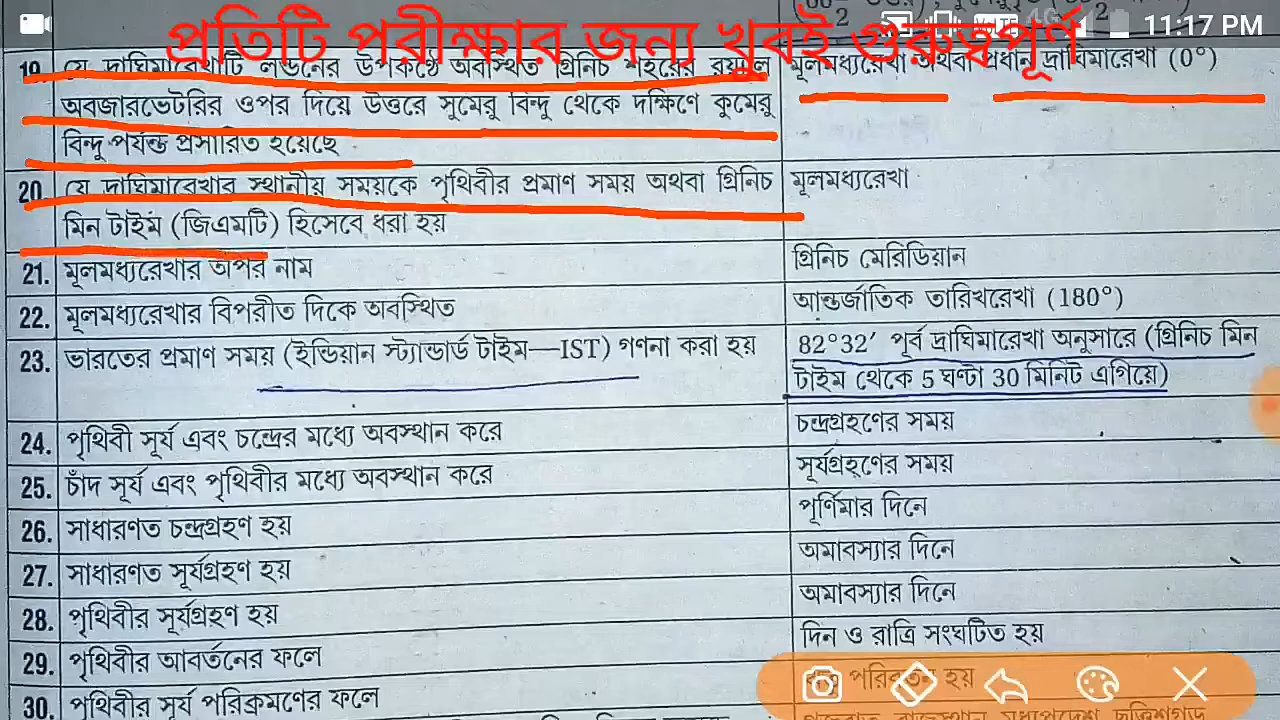 11:17 PM
প্রতিটি পরীক্ষার জন্য খুবই গুরুত্বপূর্ণ
19. যে দ্রাঘিমারেখাটি লন্ডনের উপকণ্ঠে অবস্থিত গ্রিনিচ শহরের রয়্যাল মূলমধ্যরেখা অথবা প্রধান দ্রাঘিমারেখা (0°)
অবজারভেটরির ওপর দিয়ে উত্তরে সুমেরু বিন্দু থেকে দক্ষিণে কুমেরু
বিন্দু পর্যন্ত প্রসারিত হয়েছে
20. যে দ্রাঘিমারেখার স্থানীয় সময়কে পৃথিবীর প্রমাণ সময় অথবা গ্রিনিচ মূলমধ্যরেখা
মিন টাইম (জিএমটি) হিসেবে ধরা হয়
21. মূলমধ্যরেখার অপর নাম গ্রিনিচ মেরিডিয়ান
22. মূলমধ্যরেখার বিপরীত দিকে অবস্থিত আন্তর্জাতিক তারিখরেখা (180°)
23. ভারতের প্রমাণ সময় (ইন্ডিয়ান স্ট্যান্ডার্ড টাইম—IST) গণনা করা হয় 82°32′ পূর্ব দ্রাঘিমারেখা অনুসারে (গ্রিনিচ মিন
টাইম থেকে 5 ঘণ্টা 30 মিনিট এগিয়ে)
24. পৃথিবী সূর্য এবং চন্দ্রের মধ্যে অবস্থান করে চন্দ্রগ্রহণের সময়
25. চাঁদ সূর্য এবং পৃথিবীর মধ্যে অবস্থান করে সূর্যগ্রহণের সময়
26. সাধারণত চন্দ্রগ্রহণ হয় পূর্ণিমার দিনে
27. সাধারণত সূর্যগ্রহণ হয় অমাবস্যার দিনে
28. পৃথিবীর সূর্যগ্রহণ হয় অমাবস্যার দিনে
29. পৃথিবীর আবর্তনের ফলে দিন ও রাত্রি সংঘটিত হয়
30. পৃথিবীর সূর্য পরিক্রমণের ফলে পরিবর্তন হয়